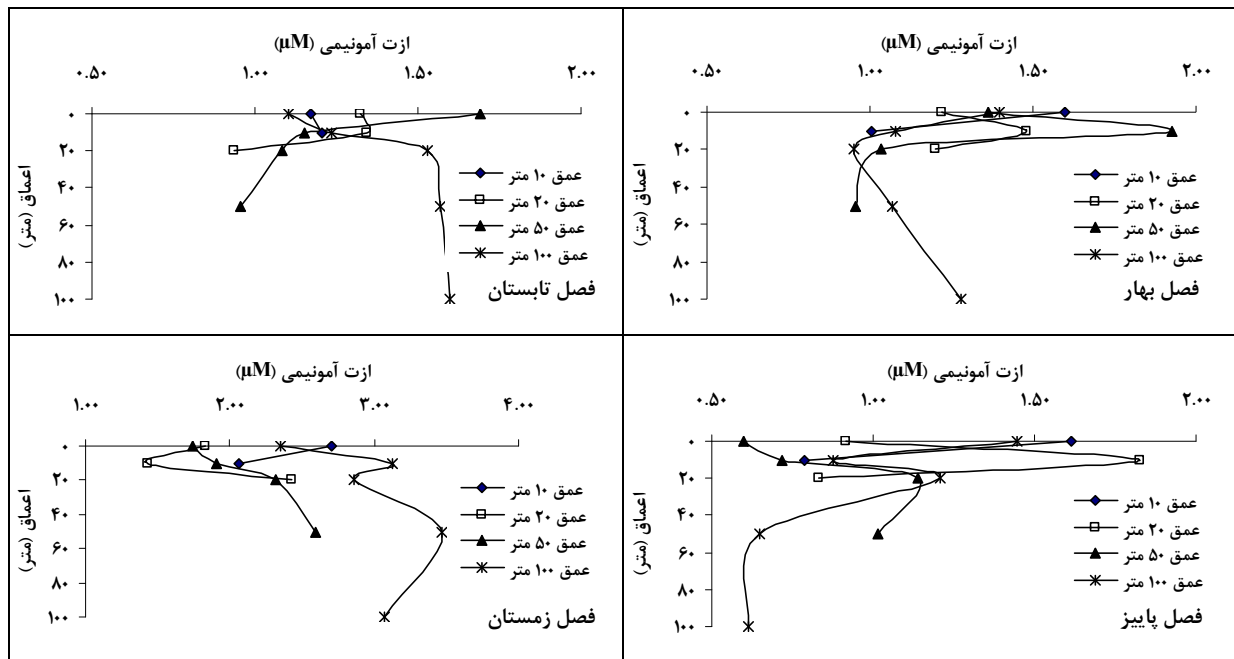 ازت آمونیمی (µM)
۰.۵۰ ۱.۰۰ ۱.۵۰ ۲.۰۰
۰
۲۰
۴۰
۶۰
۸۰
۱۰۰
اعماق (متر)
عمق ۱۰ متر
عمق ۲۰ متر
عمق ۵۰ متر
عمق ۱۰۰ متر
فصل بهار
ازت آمونیمی (µM)
۰.۵۰ ۱.۰۰ ۱.۵۰ ۲.۰۰
۰
۲۰
۴۰
۶۰
۸۰
۱۰۰
اعماق (متر)
عمق ۱۰ متر
عمق ۲۰ متر
عمق ۵۰ متر
عمق ۱۰۰ متر
فصل تابستان
ازت آمونیمی (µM)
۰.۵۰ ۱.۰۰ ۱.۵۰ ۲.۰۰
۰
۲۰
۴۰
۶۰
۸۰
۱۰۰
اعماق (متر)
عمق ۱۰ متر
عمق ۲۰ متر
عمق ۵۰ متر
عمق ۱۰۰ متر
فصل پاییز
ازت آمونیمی (µM)
۱.۰۰ ۲.۰۰ ۳.۰۰ ۴.۰۰
۰
۲۰
۴۰
۶۰
۸۰
۱۰۰
اعماق (متر)
عمق ۱۰ متر
عمق ۲۰ متر
عمق ۵۰ متر
عمق ۱۰۰ متر
فصل زمستان